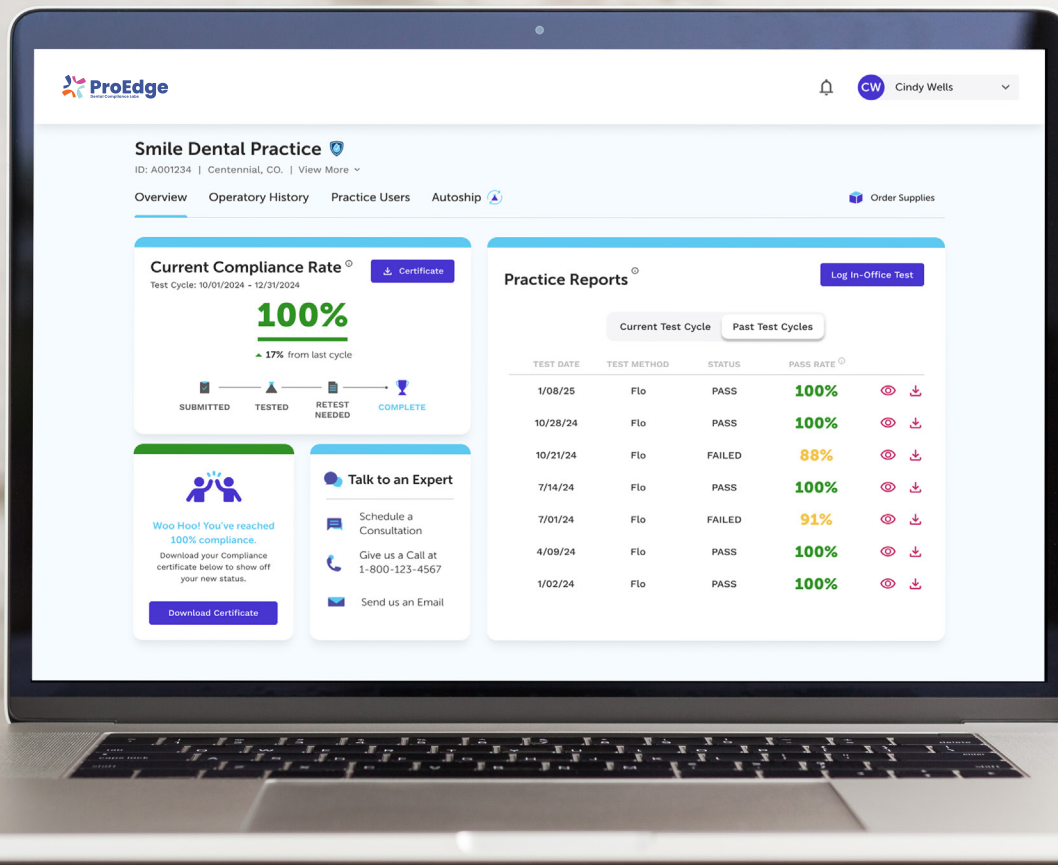 ProEdge
Dental Compliance Labs
CW Cindy Wells
Smile Dental Practice
ID: A001234 | Centennial, CO. | View More
Overview Operatory History Practice Users Autoship
Order Supplies
Current Compliance Rate
Certificate
Test Cycle: 10/01/2024 - 12/31/2024
100%
17% from last cycle
SUBMITTED
TESTED
RETEST
NEEDED
COMPLETE
Woo Hoo! You've reached
100% compliance.
Download your Compliance
certificate below to show off
your new status.
Download Certificate
Talk to an Expert
Schedule a
Consultation
Give us a Call at
1-800-123-4567
Send us an Email
Practice Reports
Log In-Office Test
Current Test Cycle Past Test Cycles
TEST DATE TEST METHOD STATUS PASS RATE
1/08/25 Flo PASS 100%
10/28/24 Flo PASS 100%
10/21/24 Flo FAILED 88%
7/14/24 Flo PASS 100%
7/01/24 Flo FAILED 91%
4/09/24 Flo PASS 100%
1/02/24 Flo PASS 100%